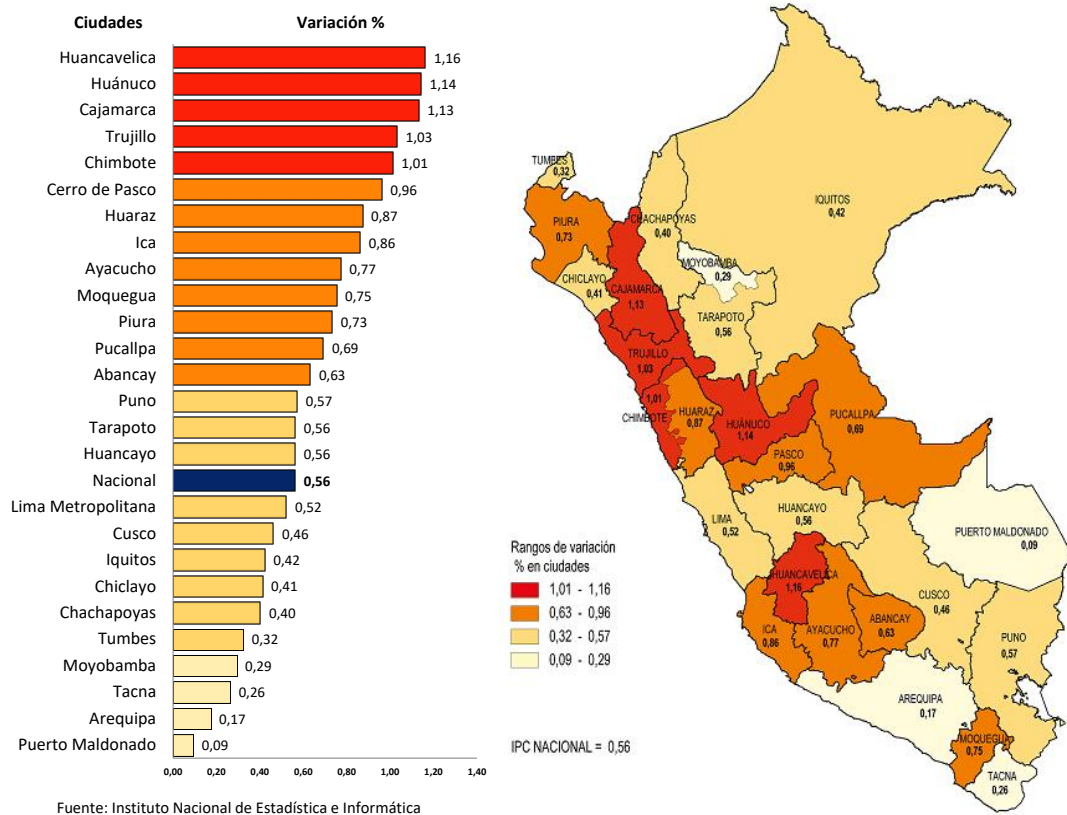 Ciudades Variación %
Huancavelica 1,16
Huánuco 1,14
Cajamarca 1,13
Trujillo 1,03
Chimbote 1,01
Cerro de Pasco 0,96
Huaraz 0,87
Ica 0,86
Ayacucho 0,77
Moquegua 0,75
Piura 0,73
Pucallpa 0,69
Abancay 0,63
Puno 0,57
Tarapoto 0,56
Huancayo 0,56
Nacional 0,56
Lima Metropolitana 0,52
Cusco 0,46
Iquitos 0,42
Chiclayo 0,41
Chachapoyas 0,40
Tumbes 0,32
Moyobamba 0,29
Tacna 0,26
Arequipa 0,17
Puerto Maldonado 0,09
0,00 0,20 0,40 0,60 0,80 1,00 1,20 1,40
Fuente: Instituto Nacional de Estadística e Informática
TUMBES
0,32
PIURA
0,73
CHACHAPOYAS
0,40
IQUITOS
0,42
MOYOBAMBA
0,29
CHICLAYO
0,41
CAJAMARCA
1,13
TARAPOTO
0,56
TRUJILLO
1,03
1,01
CHIMBOTE
HUARAZ
0,87
HUÁNUCO
1,14
PUCALLPA
0,69
PASCO
0,96
LIMA
0,52
HUANCAYO
0,56
PUERTO MALDONADO
0,09
HUANCAVELICA
1,16
CUSCO
0,46
ICA
0,86
AYACUCHO
0,77
ABANCAY
0,63
PUNO
0,57
AREQUIPA
0,17
MOQUEGUA
0,75
TACNA
0,26
Rangos de variación
% en ciudades
1,01 - 1,16
0,63 - 0,96
0,32 - 0,57
0,09 - 0,29
IPC NACIONAL = 0,56